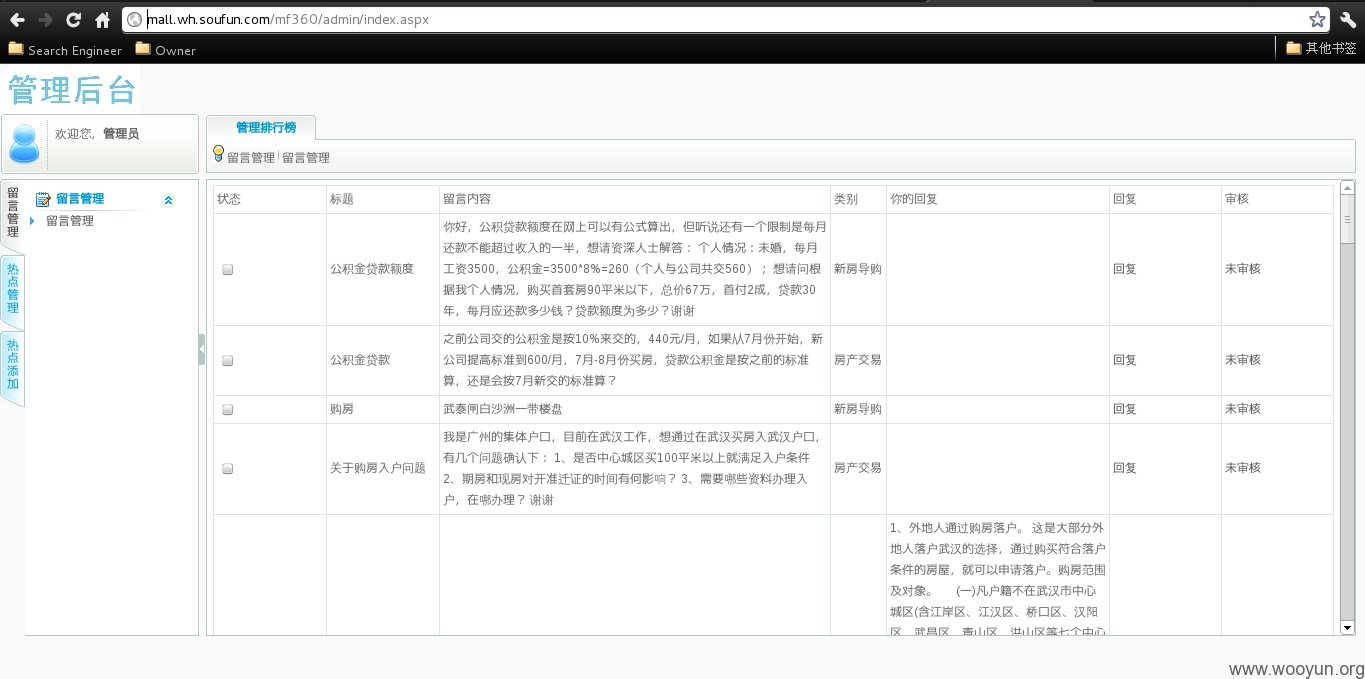 mall.wh.soufun.com/mf360/admin/index.aspx
Search Engineer
Owner
其他书签
管理后台
欢迎您，管理员
管理排行榜
留言管理 留言管理
留言管理
热点管理
热点添加
留言管理
留言管理
状态 标题 留言内容 类别 你的回复 回复 审核
你好，公积贷款额度在网上可以有公式算出，但听说还有一个限制是每月
还款不能超过收入的一半，想请资深人士解答： 个人情况：未婚，每月
公积金贷款额度 工资3500，公积金=3500*8%=260（个人与公司共交560）； 想请问根 新房导购 回复 未审核
据我个人情况，购买首套房90平米以下，总价67万，首付2成，贷款30
年，每月应还款多少钱？贷款额度为多少？谢谢
之前公司交的公积金是按10%来交的，440元/月，如果从7月份开始，新
公积金贷款 公司提高标准到600/月，7月-8月份买房，贷款公积金是按之前的标准 房产交易 回复 未审核
算，还是会按7月新交的标准算？
购房 武泰闸白沙洲一带楼盘 新房导购 回复 未审核
我是广州的集体户口，目前在武汉工作，想通过在武汉买房入武汉户口，
有几个问题确认下： 1、是否中心城区买100平米以上就满足入户条件
关于购房入户问题 2、期房和现房对开准迁证的时间有何影响？ 3、需要哪些资料办理入 房产交易 回复 未审核
户，在哪办理？ 谢谢
1、外地人通过购房落户。 这是大部分外
地人落户武汉的选择，通过购买符合落户
条件的房屋，就可以申请落户。购房范围
及对象。 (一)凡户籍不在武汉市中心
城区(含江岸区、江汉区、桥口区、汉阳
区、武昌区、青山区、洪山区等七个中心
www.wooyun.org